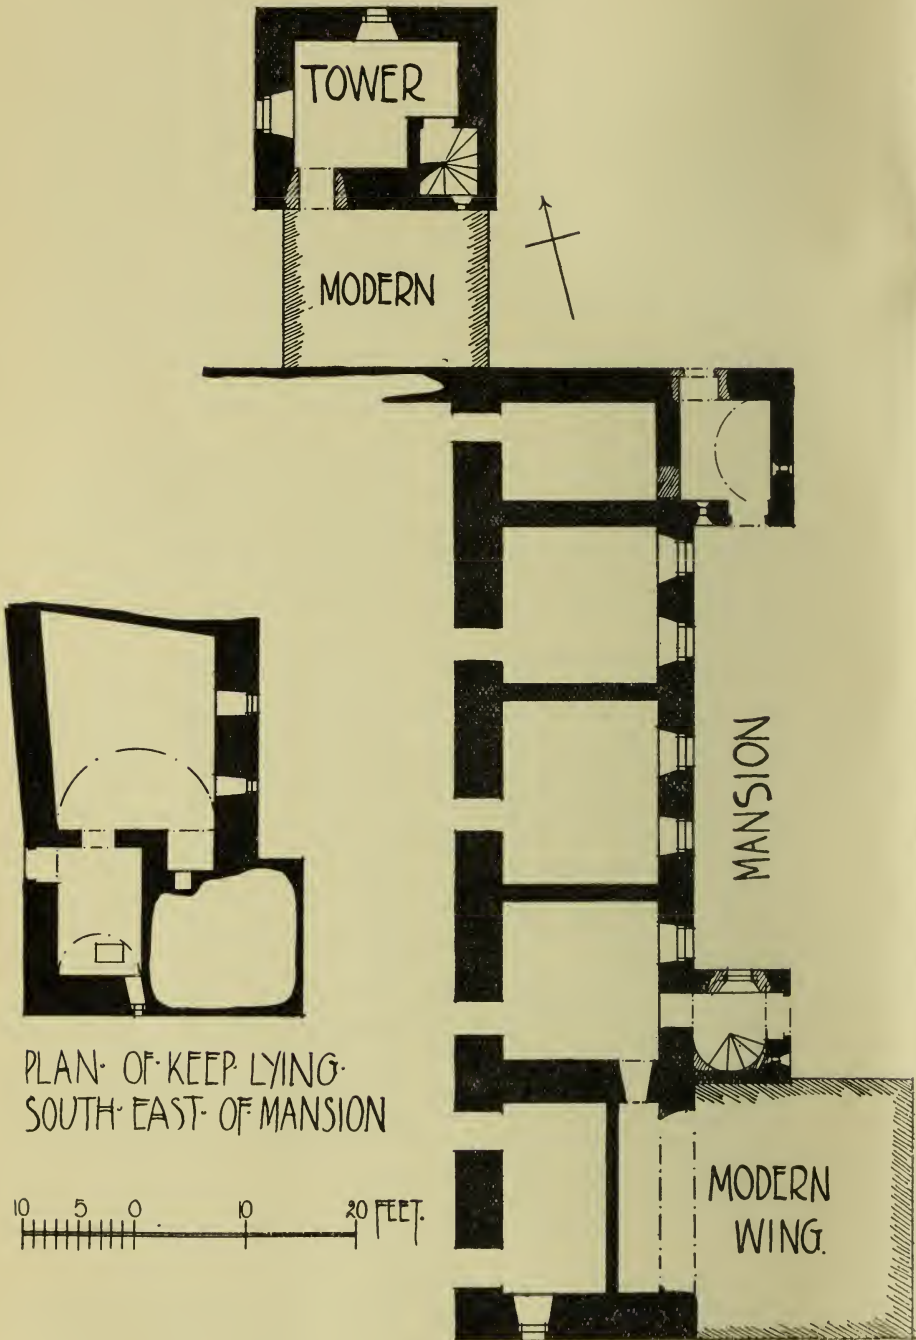 TOWER
MODERN
MANSION
PLAN· OF· KEEP· LYING·
SOUTH· EAST· OF· MANSION
10 5 0 10 20 FEET.
MODERN
WING.